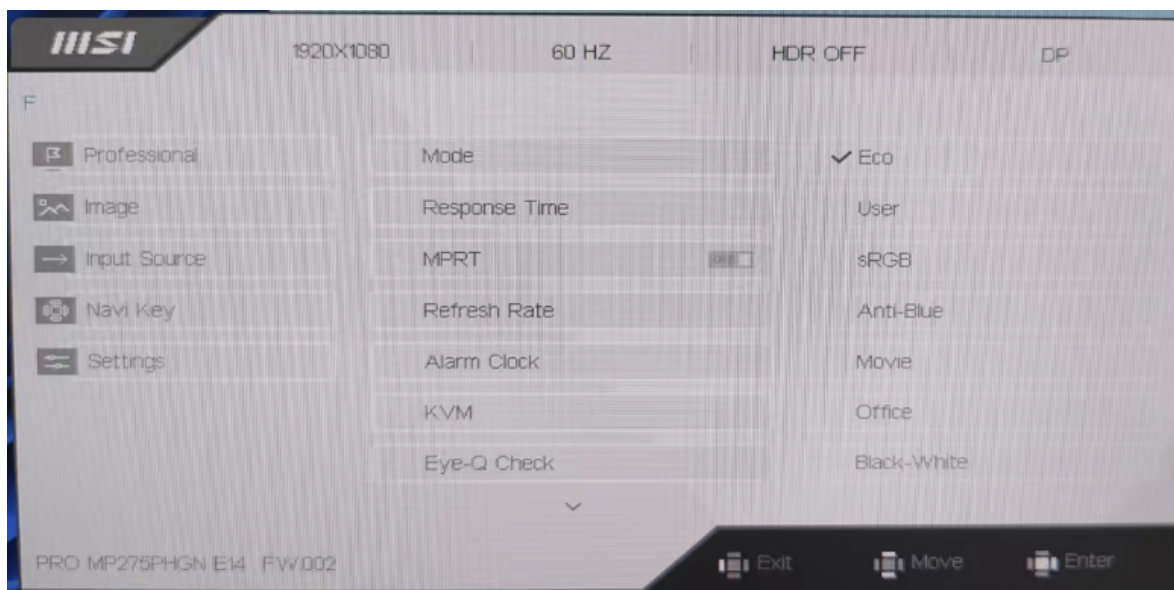 msi
1920X1080 60 HZ HDR OFF DP
F
Professional
Image
Input Source
Navi Key
Settings
Mode
Response Time
MPRT
Refresh Rate
Alarm Clock
KVM
Eye-Q Check
✓ Eco
User
sRGB
Anti-Blue
Movie
Office
Black-White
PRO MP275PHGN E14 FW.002
Exit Move Enter